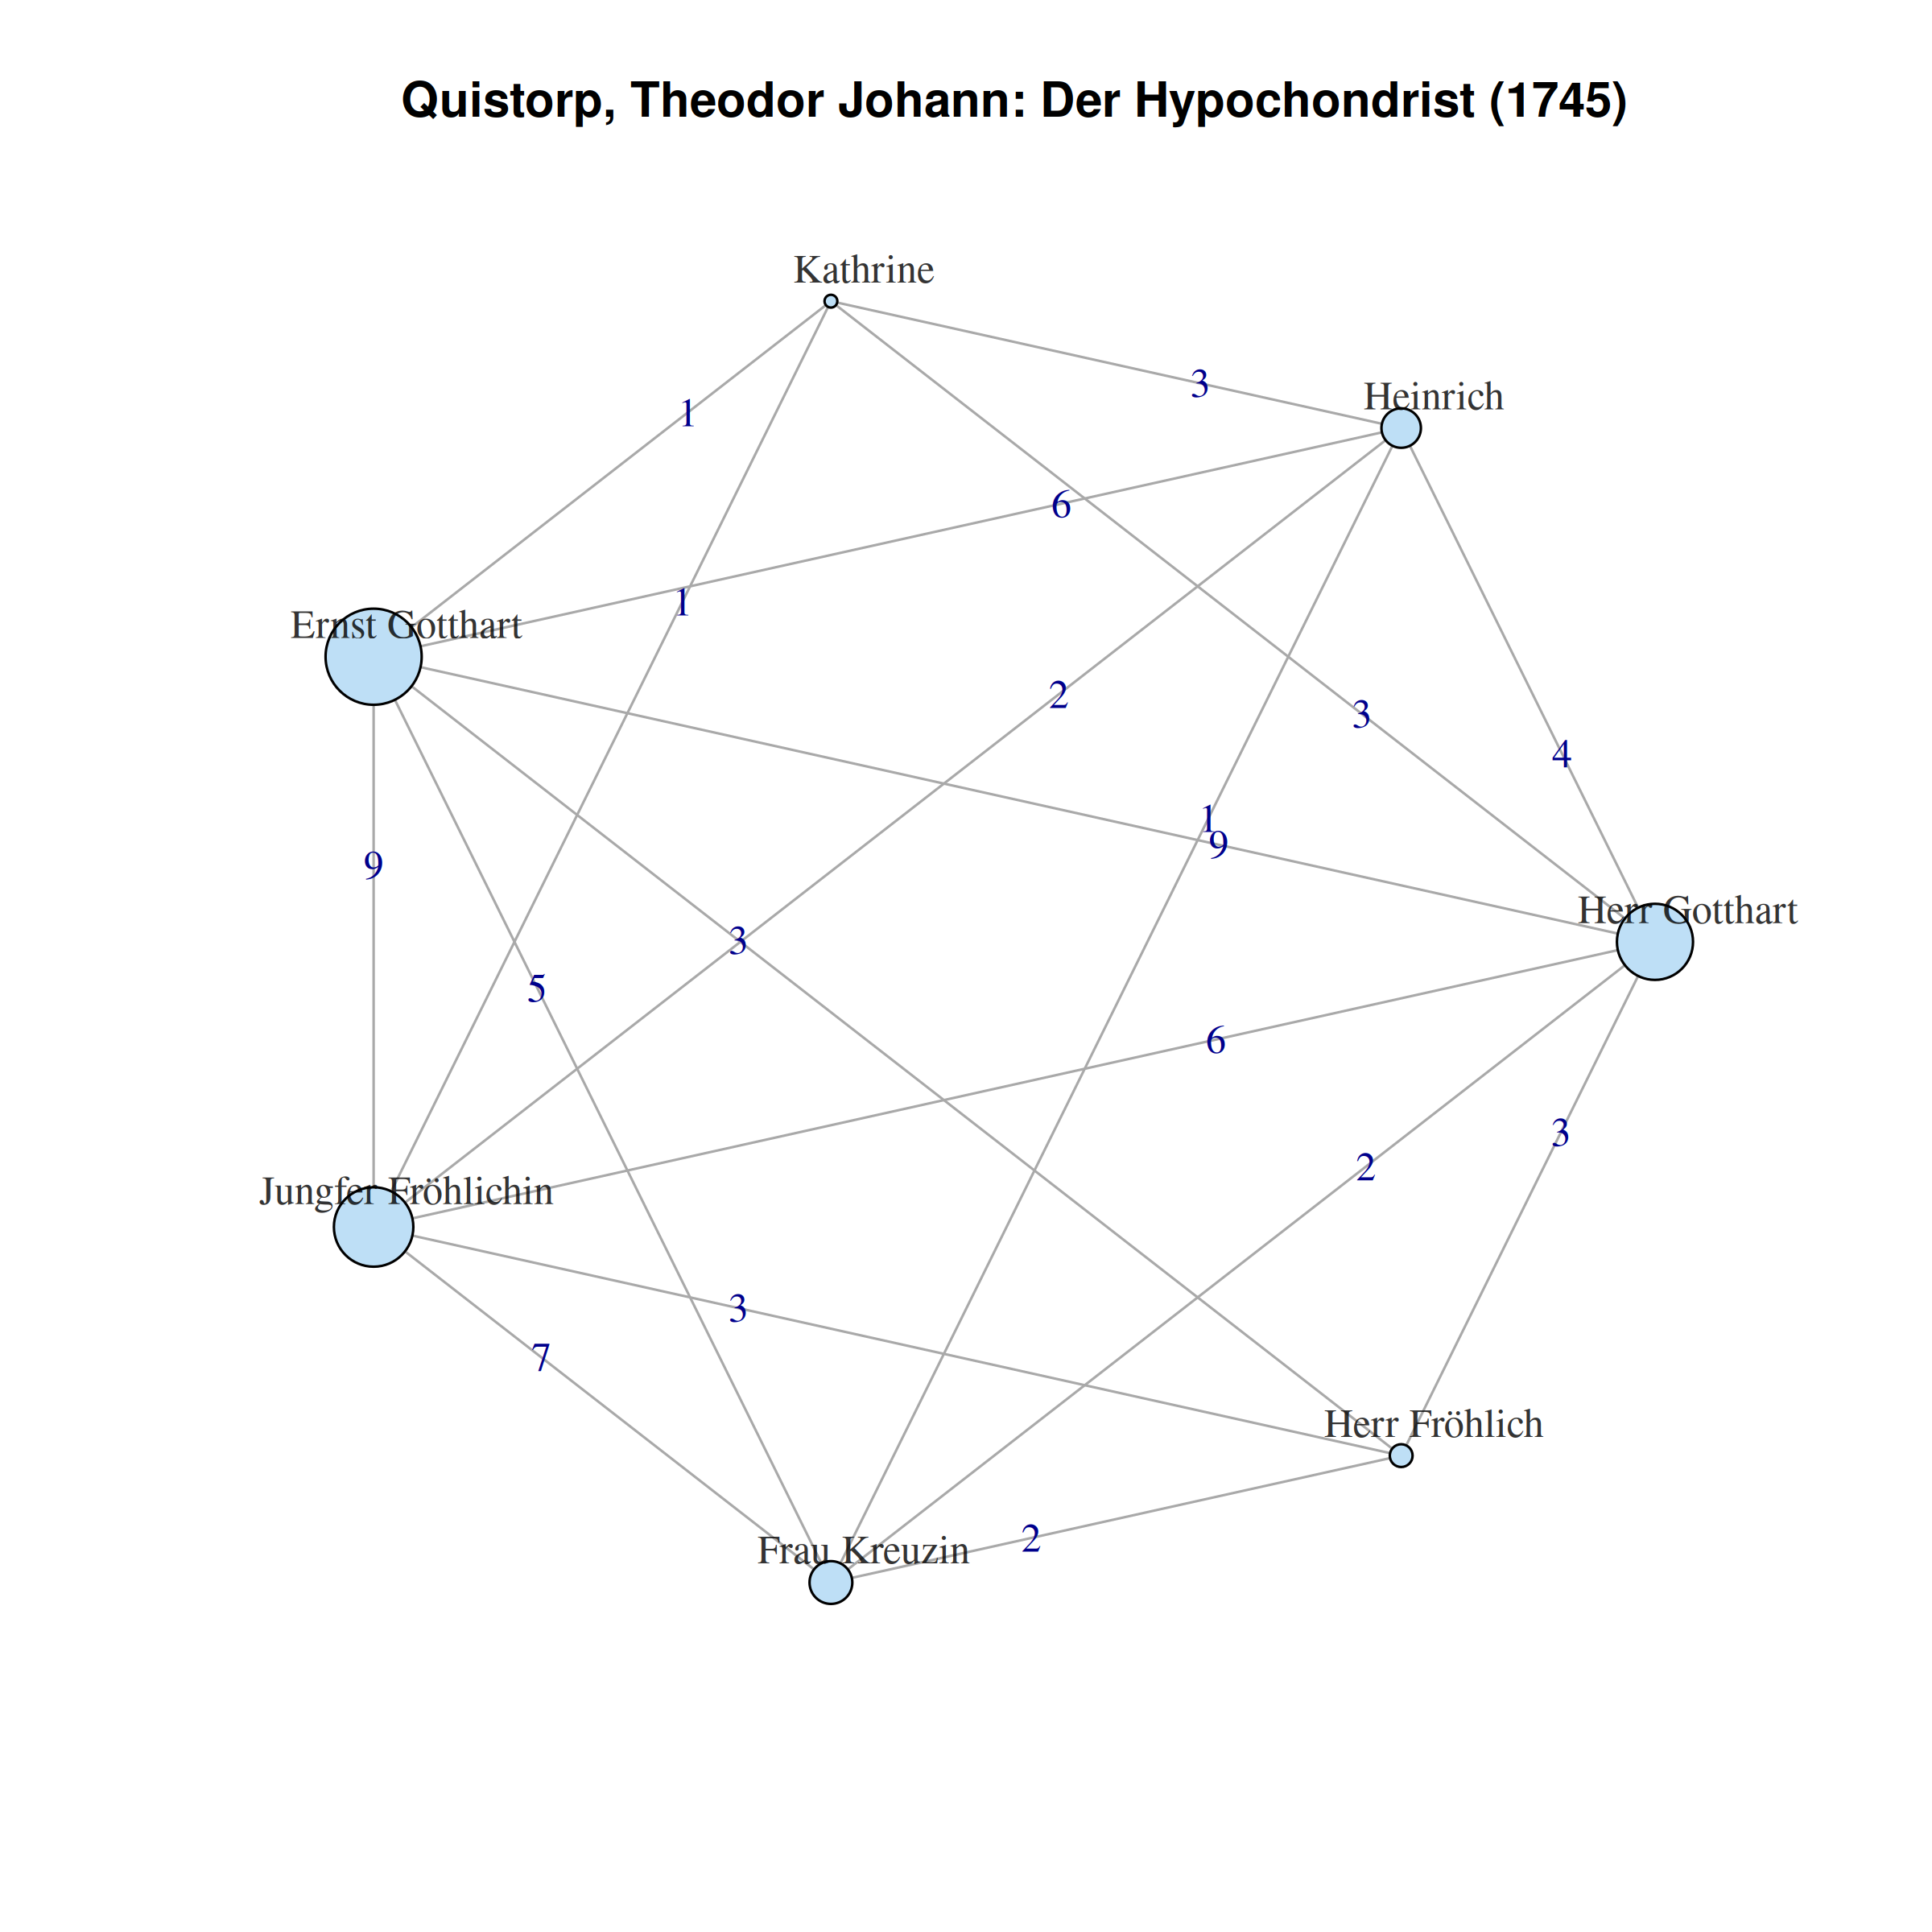 Quistorp, Theodor Johann: Der Hypochondrist (1745)
Kathrine
3
Heinrich
1
6
1
Ernst Gotthart
2
3
4
1
9
9
Herr Gotthart
3
5
6
3
2
Jungfer Fröhlichin
3
7
Herr Fröhlich
2
Frau Kreuzin